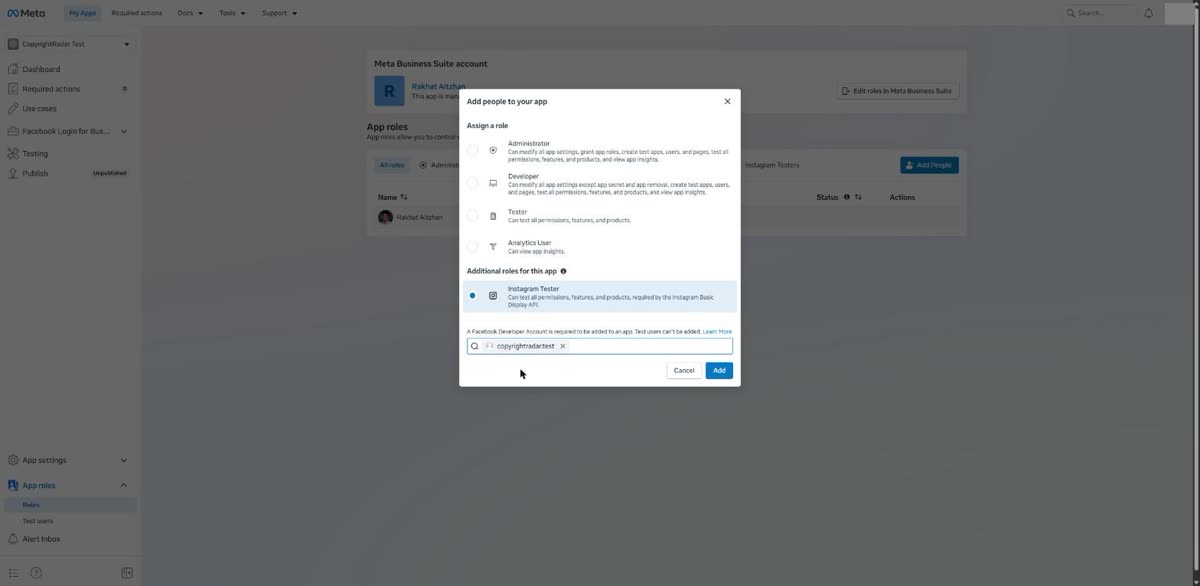 Meta
My Apps
Required actions
Docs
Tools
Support
Search...
CopyrightRadar Test
Dashboard
Required actions
0
Use cases
Facebook Login for Bus...
Testing
Publish
Unpublished
App settings
App roles
Roles
Test users
Alert Inbox
Meta Business Suite account
R
Rakhat Aitzhan
This app is man
Edit roles in Meta Business Suite
App roles
App roles allow you to control
All roles
Administ
Instagram Testers
Add People
Name
Status
Actions
Rakhat Aitzhan
Add people to your app
Assign a role
Administrator
Can modify all app settings, grant app roles, create test apps, users, and pages, test all
permissions, features, and products, and view app insights.
Developer
Can modify all app settings except app secret and app removal, create test apps, users,
and pages, test all permissions, features, and products, and view app insights.
Tester
Can test all permissions, features, and products.
Analytics User
Can view app insights.
Additional roles for this app
Instagram Tester
Can test all permissions, features, and products, required by the Instagram Basic
Display API.
A Facebook Developer Account is required to be added to an app. Test users can't be added. Learn More
copyrightradar.test
Cancel
Add